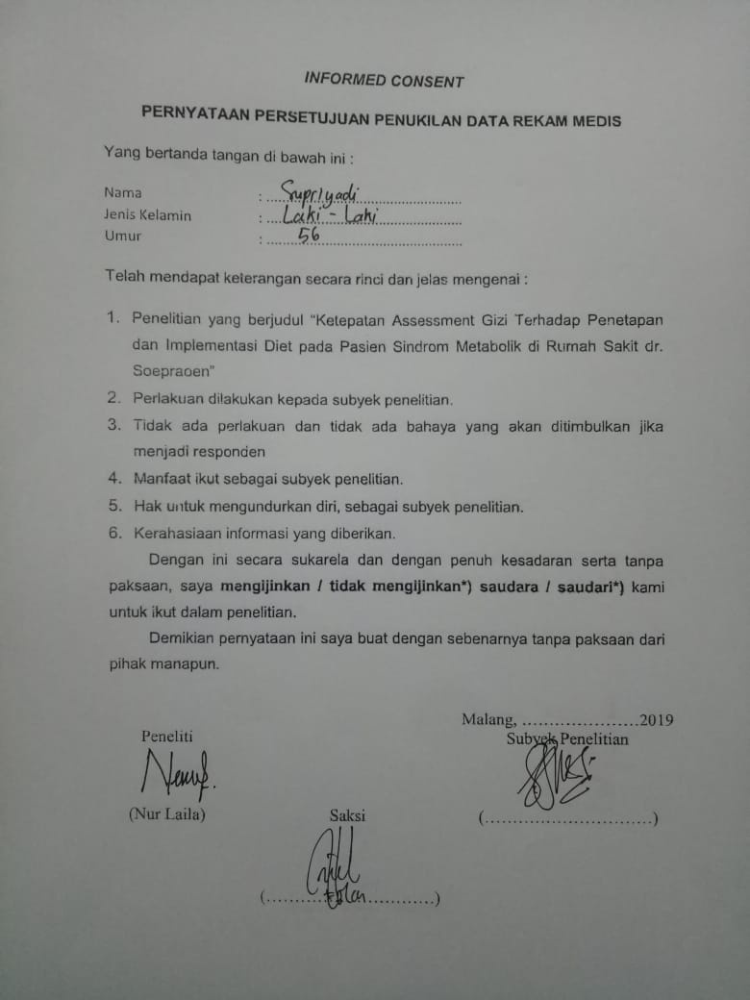 INFORMED CONSENT
PERNYATAAN PERSETUJUAN PENUKILAN DATA REKAM MEDIS
Yang bertanda tangan di bawah ini :
Nama : ....Supriyadi....................
Jenis Kelamin : ....Laki - Laki....................
Umur : ........56............................
Telah mendapat keterangan secara rinci dan jelas mengenai :
1. Penelitian yang berjudul “Ketepatan Assessment Gizi Terhadap Penetapan
dan Implementasi Diet pada Pasien Sindrom Metabolik di Rumah Sakit dr.
Soepraoen”
2. Perlakuan dilakukan kepada subyek penelitian.
3. Tidak ada perlakuan dan tidak ada bahaya yang akan ditimbulkan jika
menjadi responden
4. Manfaat ikut sebagai subyek penelitian.
5. Hak untuk mengundurkan diri, sebagai subyek penelitian.
6. Kerahasiaan informasi yang diberikan.
Dengan ini secara sukarela dan dengan penuh kesadaran serta tanpa
paksaan, saya mengijinkan / tidak mengijinkan*) saudara / saudari*) kami
untuk ikut dalam penelitian.
Demikian pernyataan ini saya buat dengan sebenarnya tanpa paksaan dari
pihak manapun.
Malang, ......................2019
Peneliti
Subyek Penelitian
(Nur Laila)
Saksi
(...............................)
(...............................)